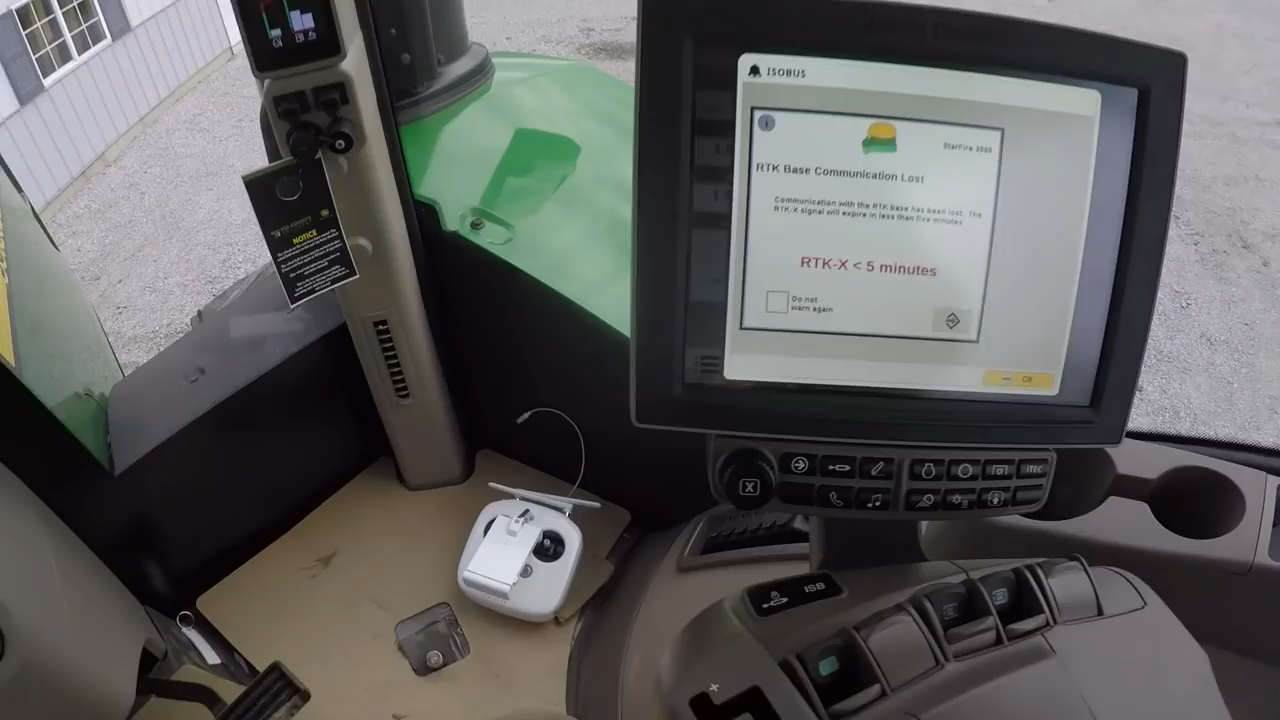 NOTICE
ISOBUS
StarFire 3000
RTK Base Communication Lost
Communication with the RTK base has been lost. The
RTK-X signal will expire in less than five minutes
RTK-X < 5 minutes
Do not
warn again
OK
iTEC
X
ISB